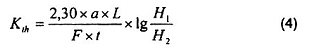 K_th = (2,30 × a × L) / (F × t) × lg (H_1 / H_2) (4)